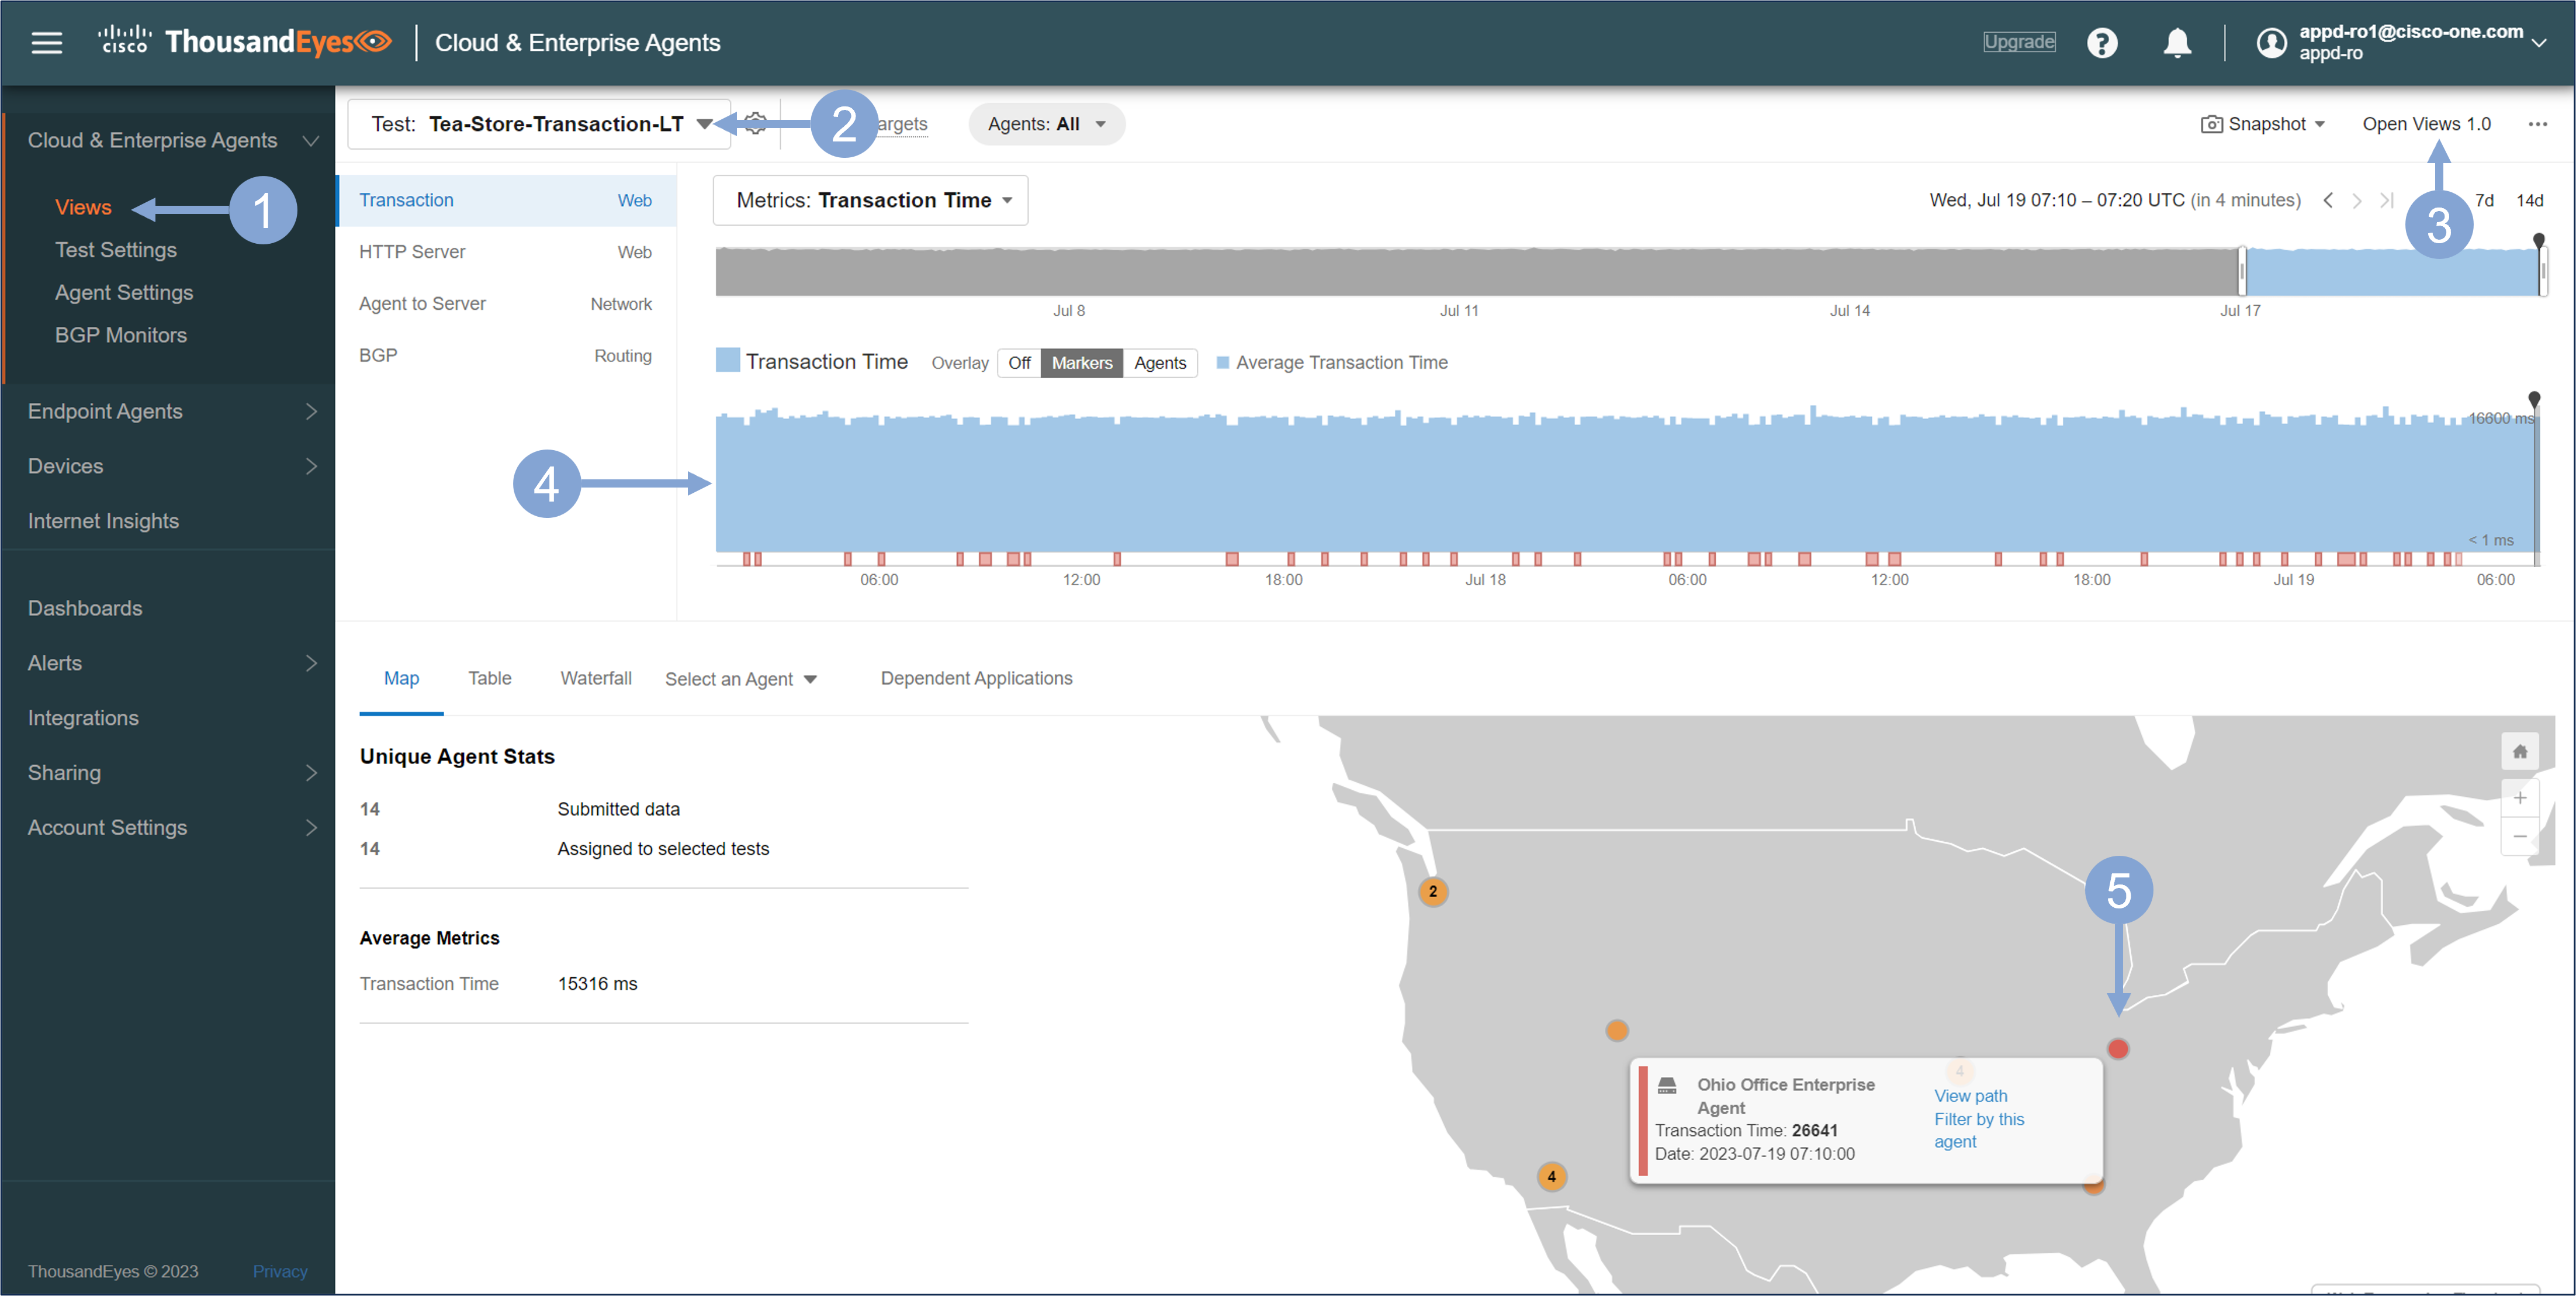 cisco ThousandEyes Cloud & Enterprise Agents
Upgrade ? appd-ro1@cisco-one.com
appd-ro
Cloud & Enterprise Agents
Views
1
Test Settings
Agent Settings
BGP Monitors
Endpoint Agents
Devices
Internet Insights
Dashboards
Alerts
Integrations
Sharing
Account Settings
ThousandEyes © 2023 Privacy
Test: Tea-Store-Transaction-LT
2
argets
Agents: All
Snapshot
Open Views 1.0
3
Transaction Web
HTTP Server Web
Agent to Server Network
BGP Routing
Metrics: Transaction Time
Wed, Jul 19 07:10 – 07:20 UTC (in 4 minutes)
7d 14d
Jul 8 Jul 11 Jul 14 Jul 17
Transaction Time Overlay Off Markers Agents Average Transaction Time
16600 ms
4
< 1 ms
06:00 12:00 18:00 Jul 18 06:00 12:00 18:00 Jul 19 06:00
Map Table Waterfall Select an Agent Dependent Applications
Unique Agent Stats
14 Submitted data
14 Assigned to selected tests
Average Metrics
Transaction Time 15316 ms
+
−
2
5
4
Ohio Office Enterprise
Agent
Transaction Time: 26641
Date: 2023-07-19 07:10:00
View path
Filter by this
agent
4